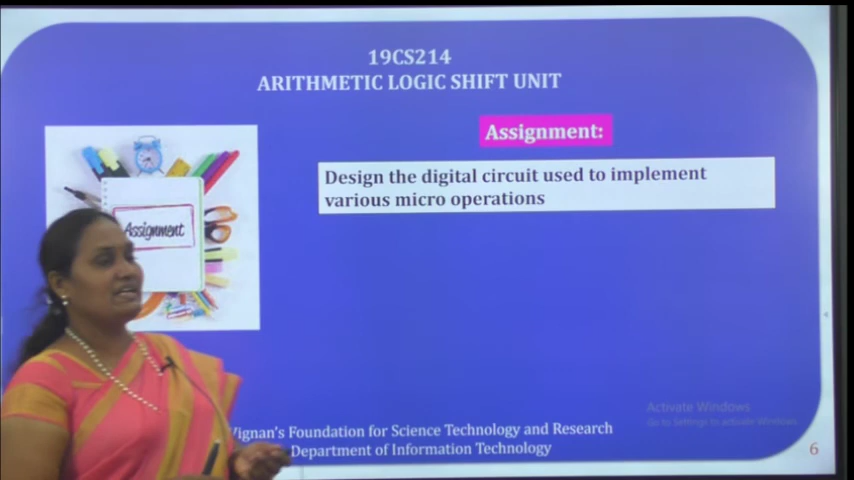 19CS214
ARITHMETIC LOGIC SHIFT UNIT
Assignment:
Design the digital circuit used to implement
various micro operations
Assignment
Vignan's Foundation for Science Technology and Research
Department of Information Technology
Activate Windows
Go to Settings to activate Windows.
6